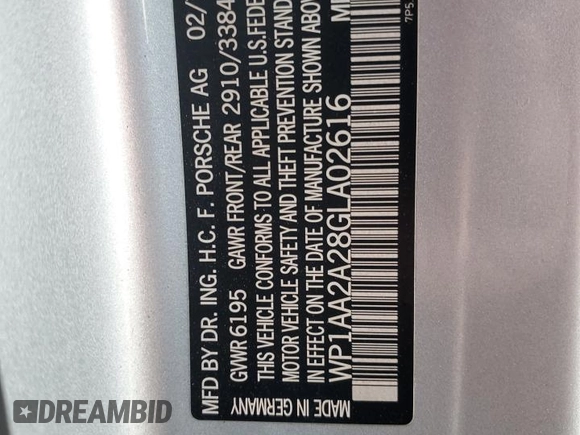 MFD BY DR. ING. H.C. F. PORSCHE AG 02/
GVWR 6195 GAWR FRONT/REAR 2910/3384
THIS VEHICLE CONFORMS TO ALL APPLICABLE U.S. FEDE
MOTOR VEHICLE SAFETY AND THEFT PREVENTION STAND
IN EFFECT ON THE DATE OF MANUFACTURE SHOWN ABOV
WP1AA2A28GLA02616
MADE IN GERMANY
7P5.
DREAMBID